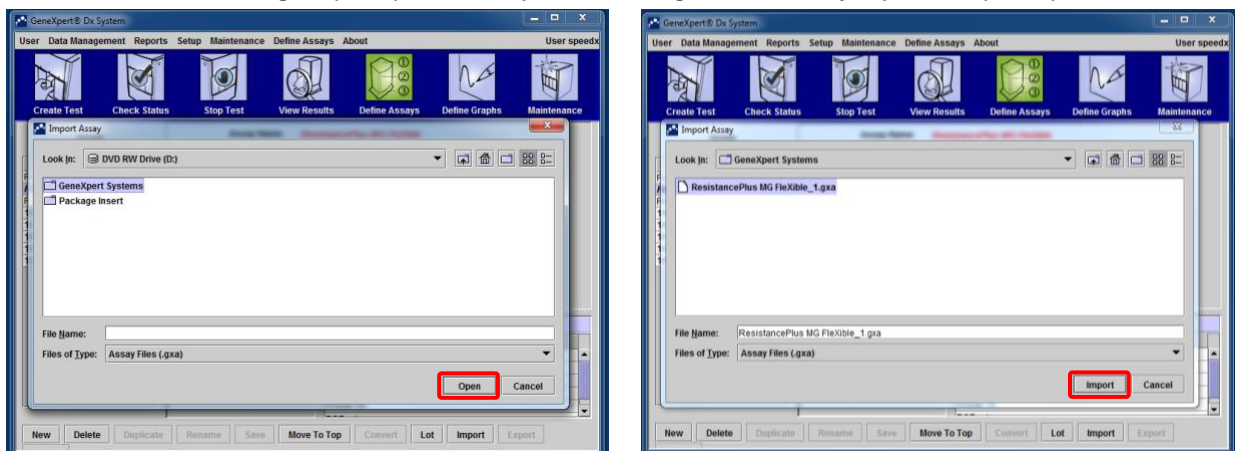 GeneXpert® Dx System
User Data Management Reports Setup Maintenance Define Assays About User speedx
Create Test Check Status Stop Test View Results Define Assays Define Graphs Maintenance
Import Assay
Look In: DVD RW Drive (D:)
GeneXpert Systems
Package Insert
File Name:
Files of Type: Assay Files (.gxa)
Open Cancel
New Delete Duplicate Rename Save Move To Top Convert Lot Import Export
GeneXpert® Dx System
User Data Management Reports Setup Maintenance Define Assays About User speedx
Create Test Check Status Stop Test View Results Define Assays Define Graphs Maintenance
Import Assay
Look In: GeneXpert Systems
ResistancePlus MG FleXible_1.gxa
File Name: ResistancePlus MG FleXible_1.gxa
Files of Type: Assay Files (.gxa)
Import Cancel
New Delete Duplicate Rename Save Move To Top Convert Lot Import Export